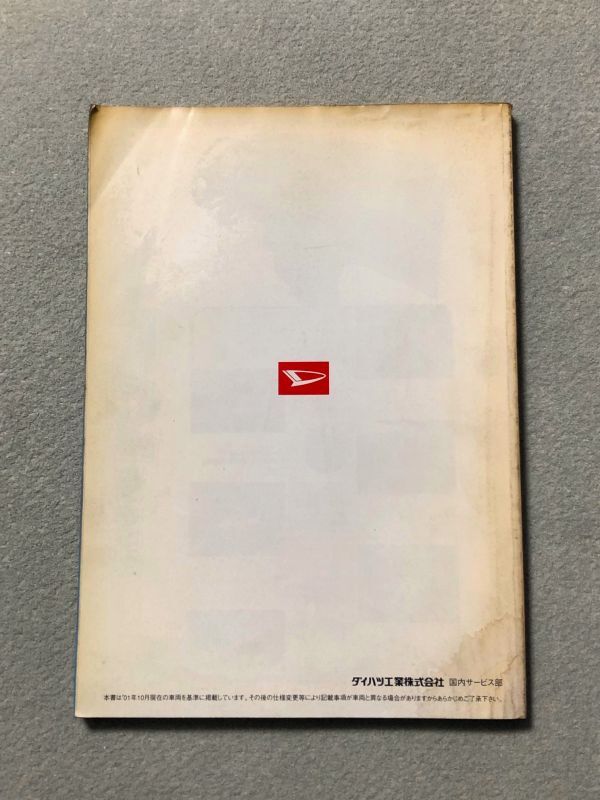 ダイハツ工業株式会社 国内サービス部
本書は'01年10月現在の車両を基準に掲載しています。その後の仕様変更等により記載事項が車両と異なる場合がありますからあらかじめご了承下さい。